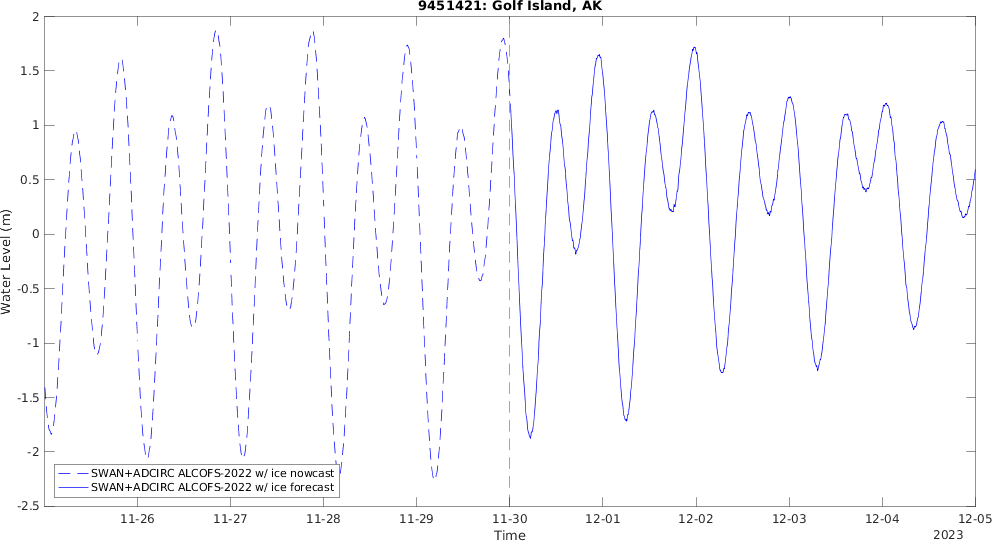 9451421: Golf Island, AK
2
1.5
1
0.5
0
-0.5
-1
-1.5
-2
-2.5
Water Level (m)
SWAN+ADCIRC ALCOFS-2022 w/ ice nowcast
SWAN+ADCIRC ALCOFS-2022 w/ ice forecast
11-26 11-27 11-28 11-29 11-30 12-01 12-02 12-03 12-04 12-05
Time
2023